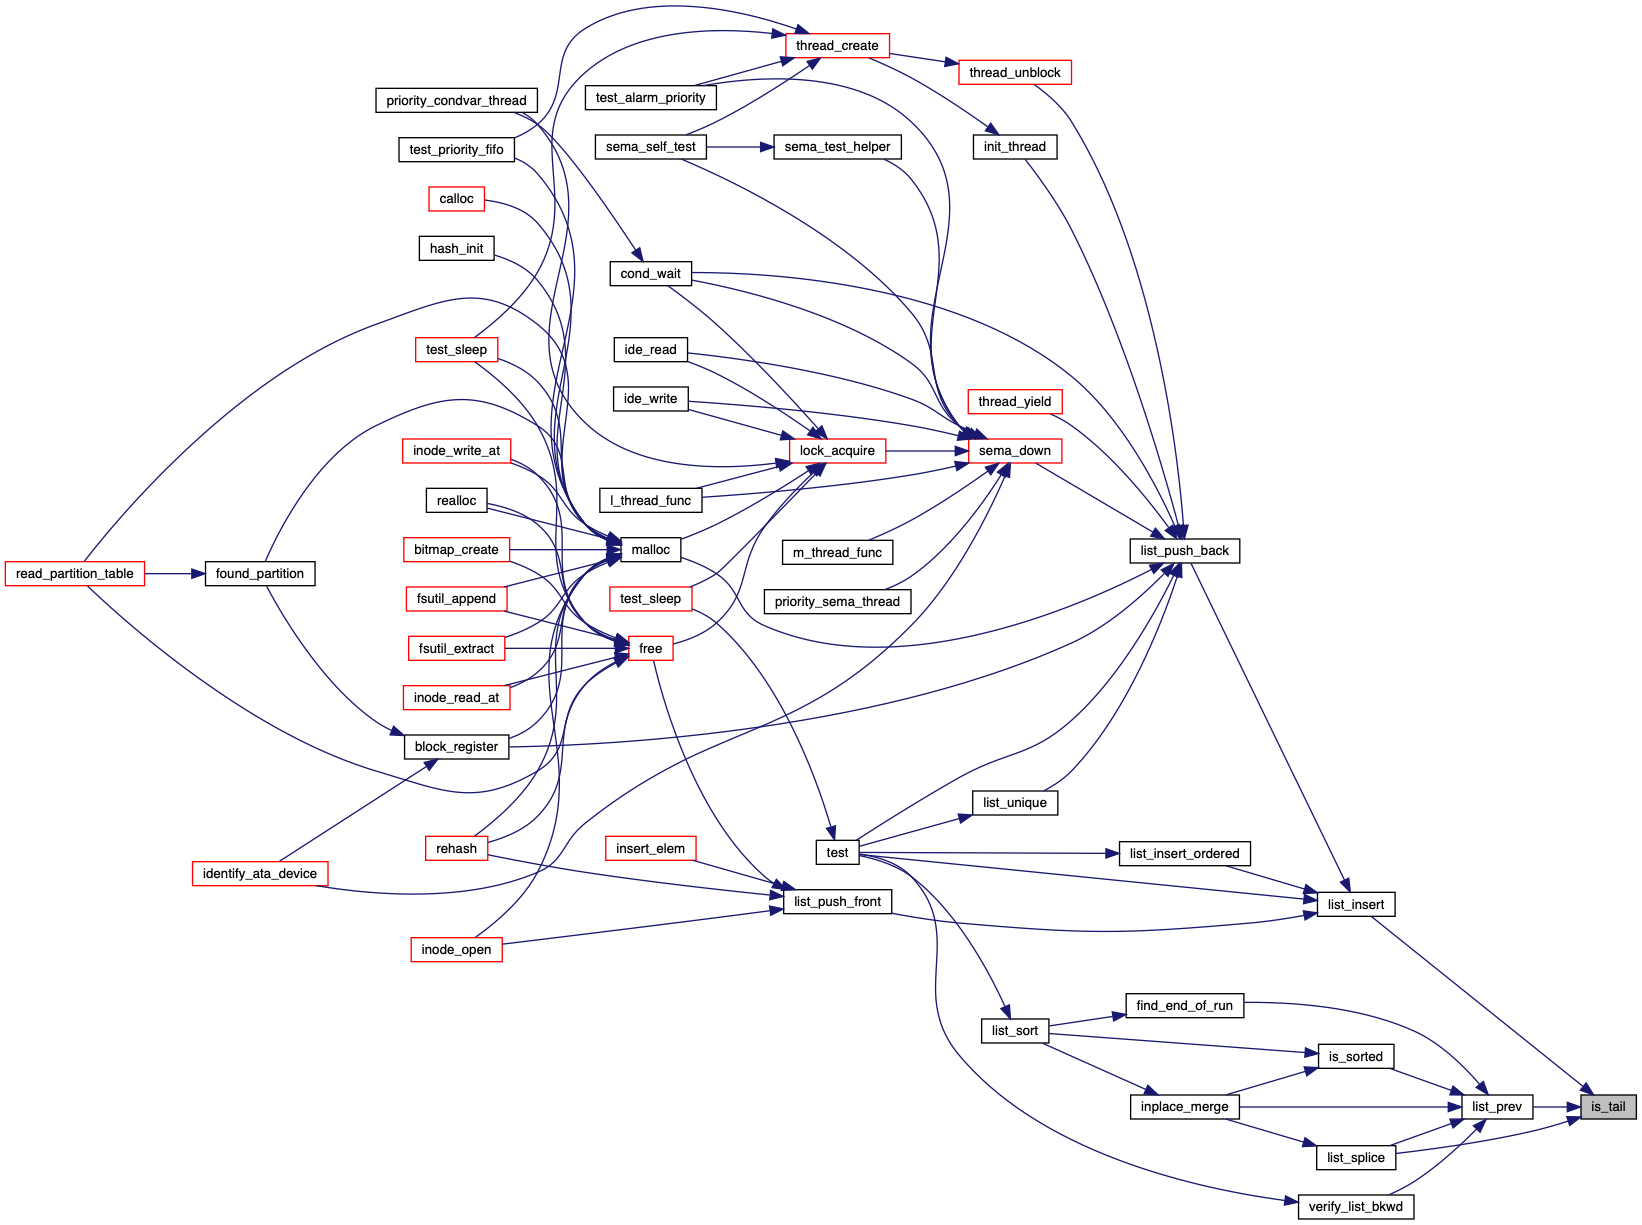 thread_create
thread_unblock
priority_condvar_thread
test_alarm_priority
test_priority_fifo
sema_self_test
sema_test_helper
init_thread
calloc
hash_init
cond_wait
test_sleep
ide_read
ide_write
thread_yield
inode_write_at
lock_acquire
sema_down
realloc
l_thread_func
bitmap_create
malloc
m_thread_func
list_push_back
read_partition_table
found_partition
fsutil_append
test_sleep
priority_sema_thread
fsutil_extract
free
inode_read_at
block_register
list_unique
rehash
insert_elem
test
list_insert_ordered
identify_ata_device
list_push_front
list_insert
inode_open
find_end_of_run
list_sort
is_sorted
inplace_merge
list_prev
is_tail
list_splice
verify_list_bkwd